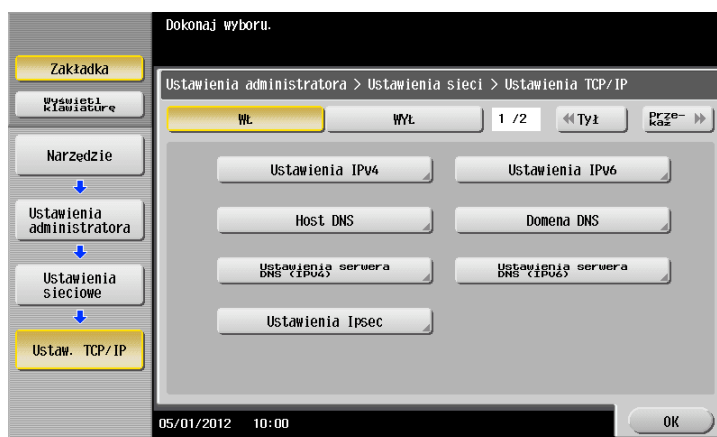 Dokonaj wyboru.
Zakładka
Wyświetl
klawiaturę
Ustawienia administratora > Ustawienia sieci > Ustawienia TCP/IP
WŁ
WYŁ
1 /2
Tył
Prze-
każ
Narzędzie
Ustawienia IPv4
Ustawienia IPv6
Ustawienia
administratora
Host DNS
Domena DNS
Ustawienia
sieciowe
Ustawienia serwera
DNS (IPv4)
Ustawienia serwera
DNS (IPv6)
Ustaw. TCP/IP
Ustawienia Ipsec
05/01/2012 10:00
OK